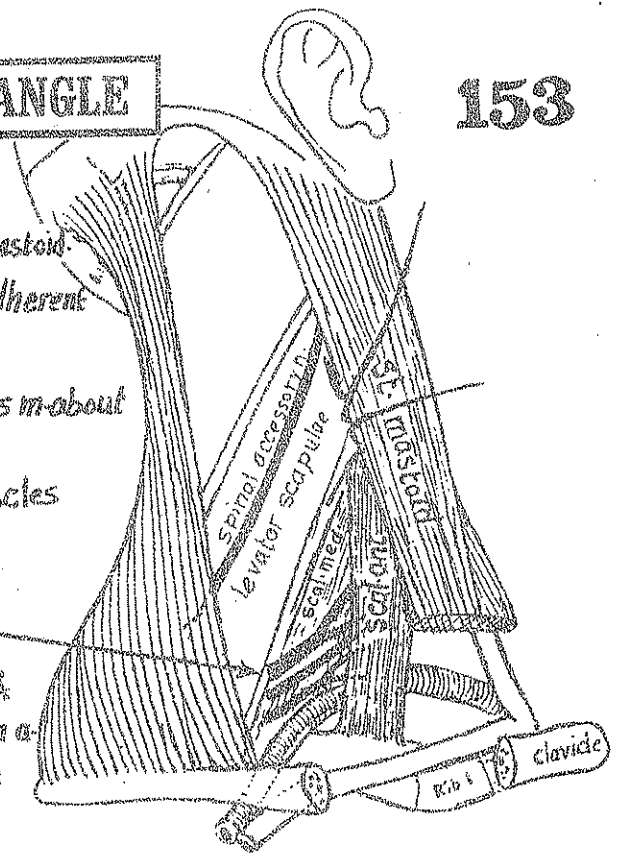 ANGLE
153
astoid.
dherent
s m-about
cles
spinal accessory n.
levator scapulae
st. mastoid
scal. med.
scal. ant.
&
n a-
Rib 1
Clavicle